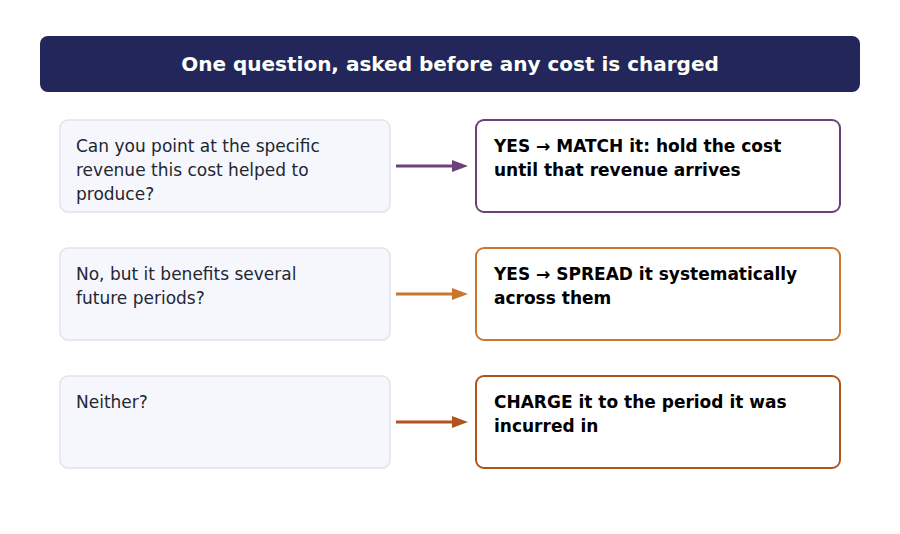 One question, asked before any cost is charged
Can you point at the specific
revenue this cost helped to
produce?
YES → MATCH it: hold the cost
until that revenue arrives
No, but it benefits several
future periods?
YES → SPREAD it systematically
across them
Neither?
CHARGE it to the period it was
incurred in